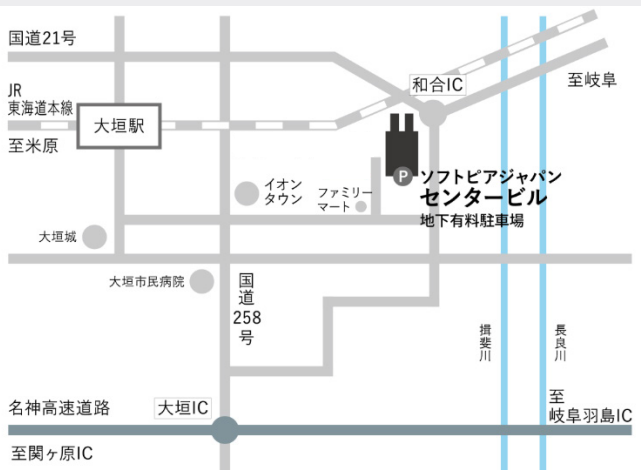 国道21号
JR
東海道本線
大垣駅
至米原
和合IC
至岐阜
P
ソフトピアジャパン
センタービル
地下有料駐車場
イオン
タウン
ファミリー
マート
大垣城
大垣市民病院
国道258号
揖斐川
長良川
名神高速道路
大垣IC
至
岐阜羽島IC
至関ヶ原IC